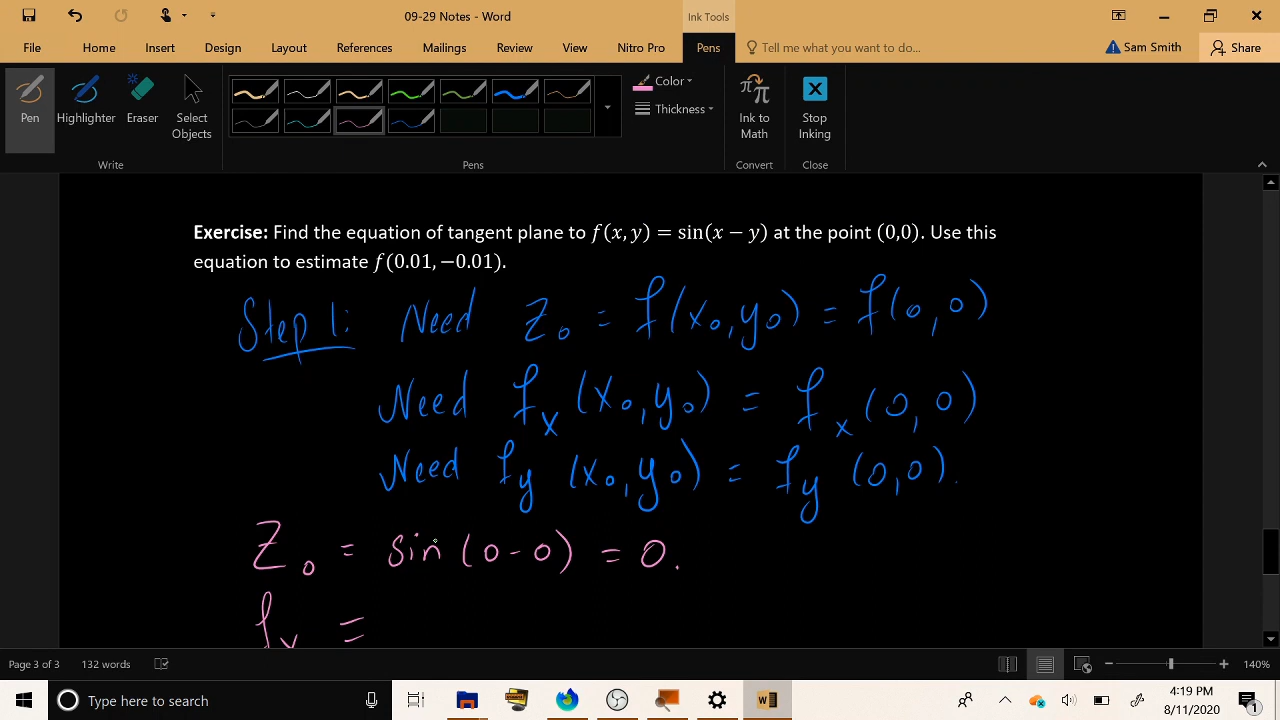 09-29 Notes - Word
Ink Tools
File Home Insert Design Layout References Mailings Review View Nitro Pro Pens Tell me what you want to do... Sam Smith Share
Pen Highlighter Eraser Select Objects
Color
Thickness
Ink to Math
Stop Inking
Write Pens Convert Close
Exercise: Find the equation of tangent plane to f(x, y) = sin(x − y) at the point (0,0). Use this
equation to estimate f(0.01, −0.01).
Step 1: Need z₀ = f(x₀, y₀) = f(0, 0)
Need fₓ (x₀, y₀) = fₓ (0, 0)
Need f_y (x₀, y₀) = f_y (0, 0).
z₀ = sin (0 - 0) = 0.
fₓ =
Page 3 of 3 132 words 140%
Type here to search
4:19 PM
8/11/2020
1